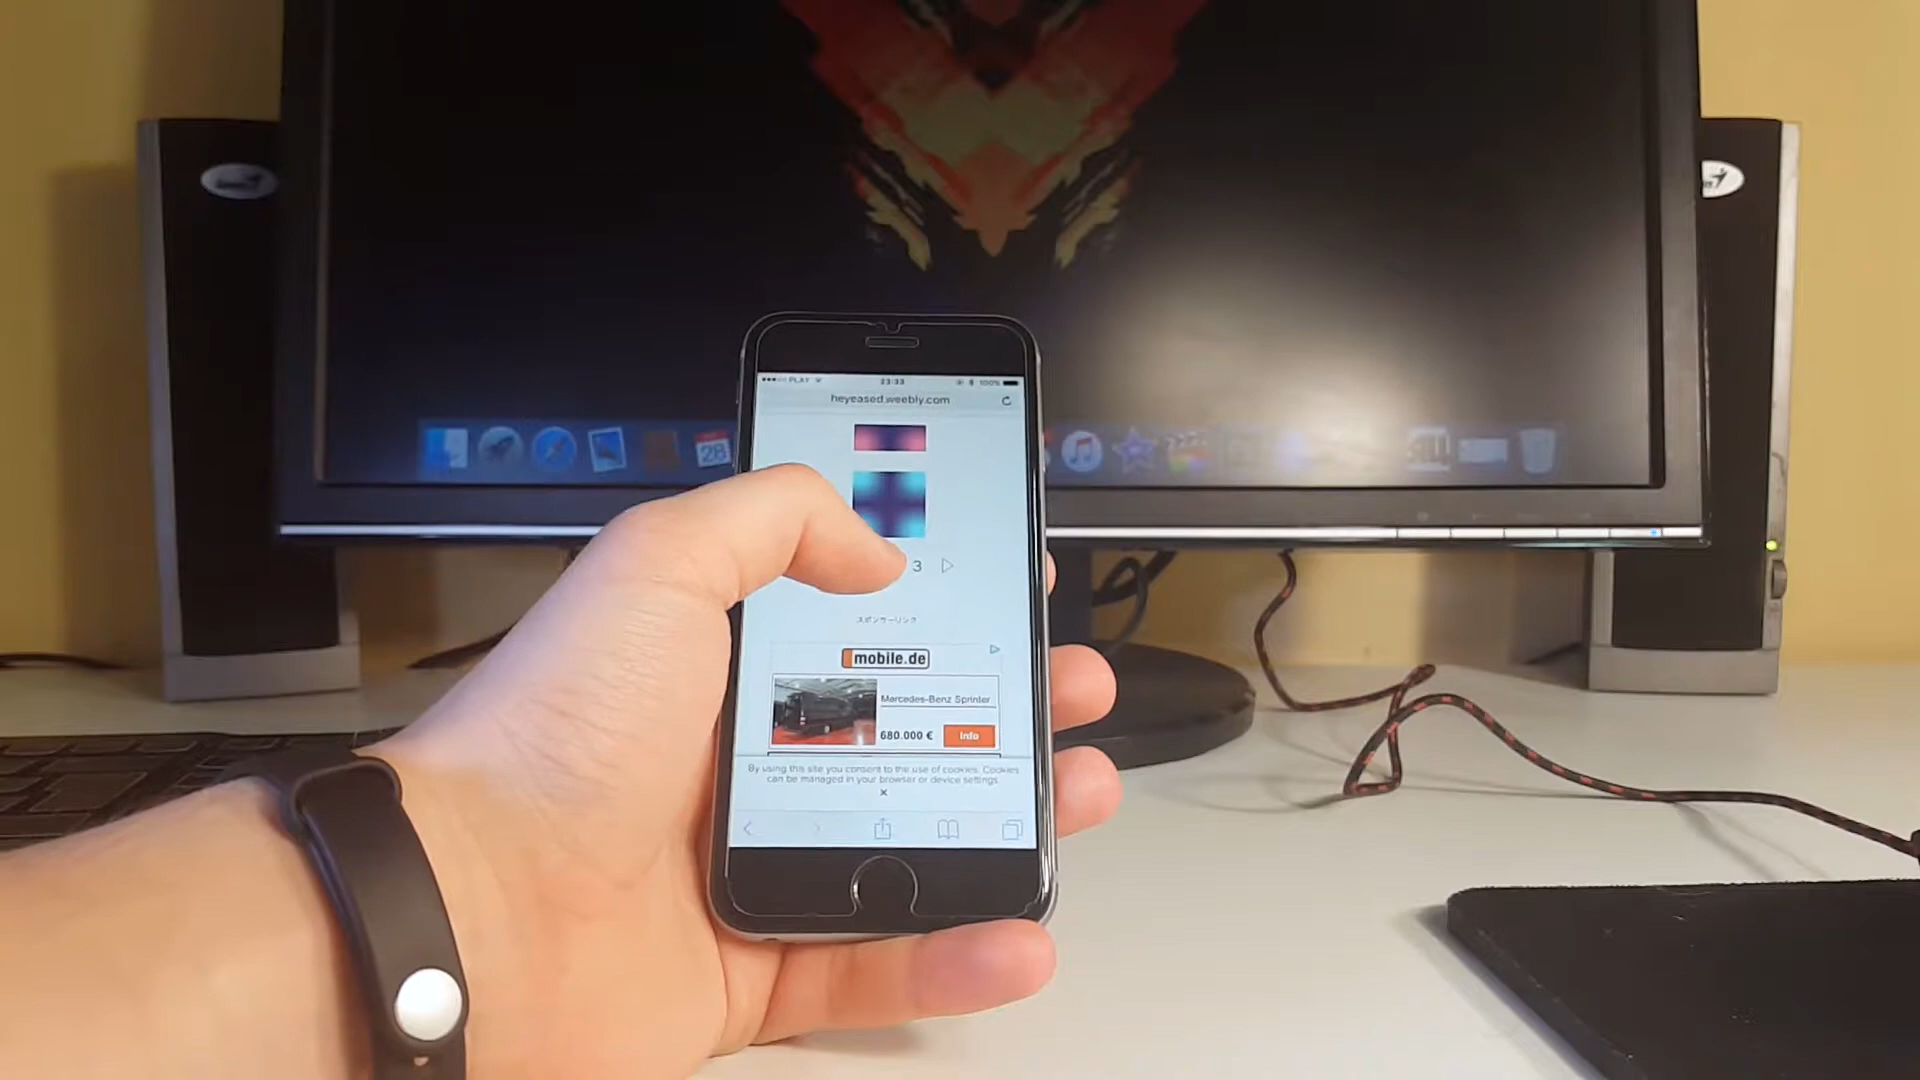 PLAY 23:33 100%
heyeased.weebly.com
3
スポンサーリンク
mobile.de
Mercedes-Benz Sprinter
680.000 € Info
By using this site you consent to the use of cookies. Cookies
can be managed in your browser or device settings.
28